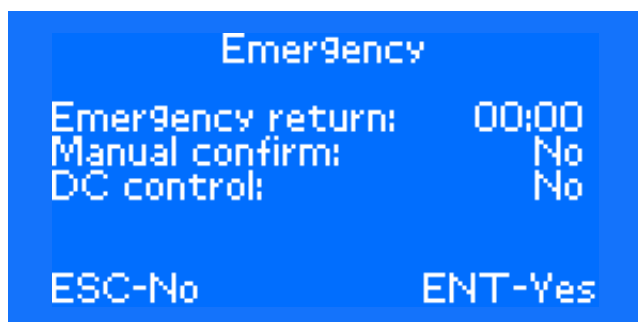 Emergency
Emergency return: 00:00
Manual confirm: No
DC control: No
ESC-No ENT-Yes